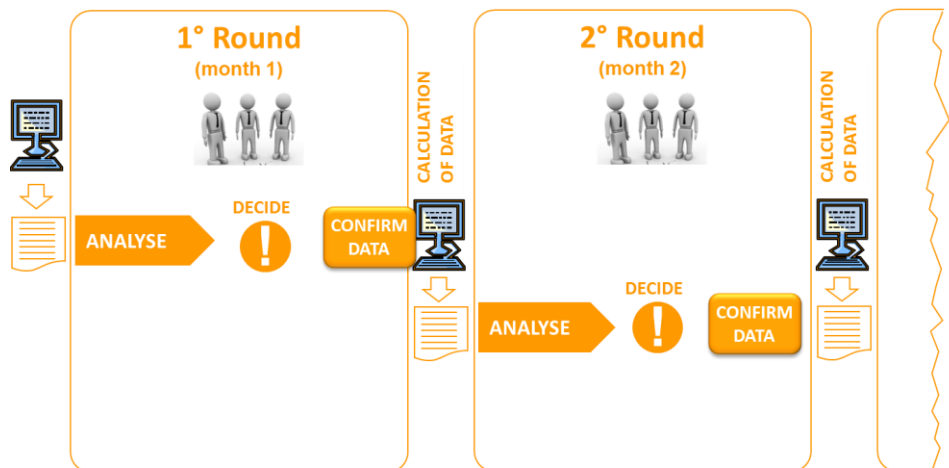 1° Round
(month 1)
CALCULATION
OF DATA
ANALYSE
DECIDE
!
CONFIRM
DATA
2° Round
(month 2)
CALCULATION
OF DATA
ANALYSE
DECIDE
!
CONFIRM
DATA